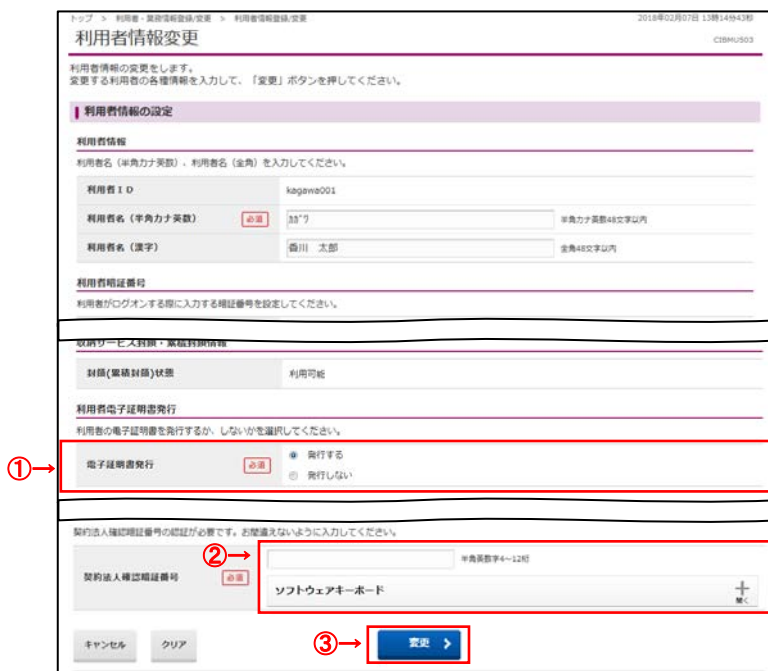 トップ > 利用者・業務情報登録/変更 > 利用者情報登録/変更
2018年02月07日 13時14分43秒
利用者情報変更
CIBMU503
利用者情報の変更をします。
変更する利用者の各種情報を入力して、「変更」ボタンを押してください。
利用者情報の設定
利用者情報
利用者名（半角カナ英数）、利用者名（全角）を入力してください。
利用者ＩＤ kagawa001
利用者名（半角カナ英数） 必須 ｶｶﾞﾜ 半角カナ英数48文字以内
利用者名（漢字） 香川　太郎 全角48文字以内
利用者暗証番号
利用者がログオンする際に入力する暗証番号を設定してください。
収納サービス封鎖・累積封鎖情報
封鎖(累積封鎖)状態 利用可能
利用者電子証明書発行
利用者の電子証明書を発行するか、しないかを選択してください。
①→ 電子証明書発行 必須 発行する
発行しない
契約法人確認暗証番号の認証が必要です。お間違えないように入力してください。
②→ 半角英数字4～12桁
契約法人確認暗証番号 必須 ソフトウェアキーボード 開く
キャンセル クリア ③→ 変更